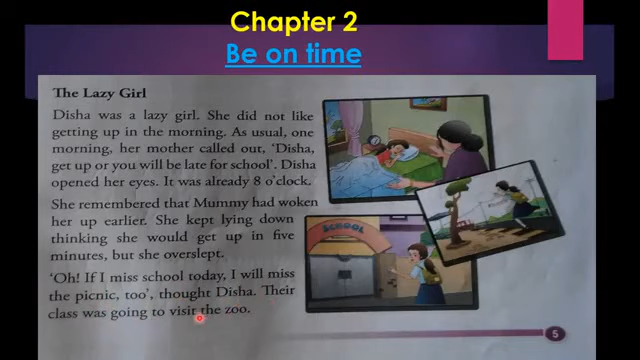 Chapter 2
Be on time
The Lazy Girl
Disha was a lazy girl. She did not like
getting up in the morning. As usual, one
morning, her mother called out, 'Disha,
get up or you will be late for school'. Disha
opened her eyes. It was already 8 o'clock.
She remembered that Mummy had woken
her up earlier. She kept lying down
thinking she would get up in five
minutes, but she overslept.
'Oh! If I miss school today, I will miss
the picnic, too', thought Disha. Their
class was going to visit the zoo.
SCHOOL
5